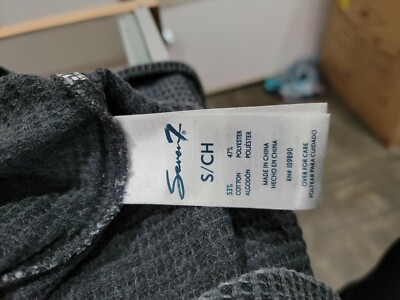 Seven7®
S/CH
53% 47%
COTTON POLYESTER
ALGODÓN POLIÉSTER
MADE IN CHINA
HECHO EN CHINA
RN# 109890
OVER FOR CARE
VOLTEAR PARA CUIDADO